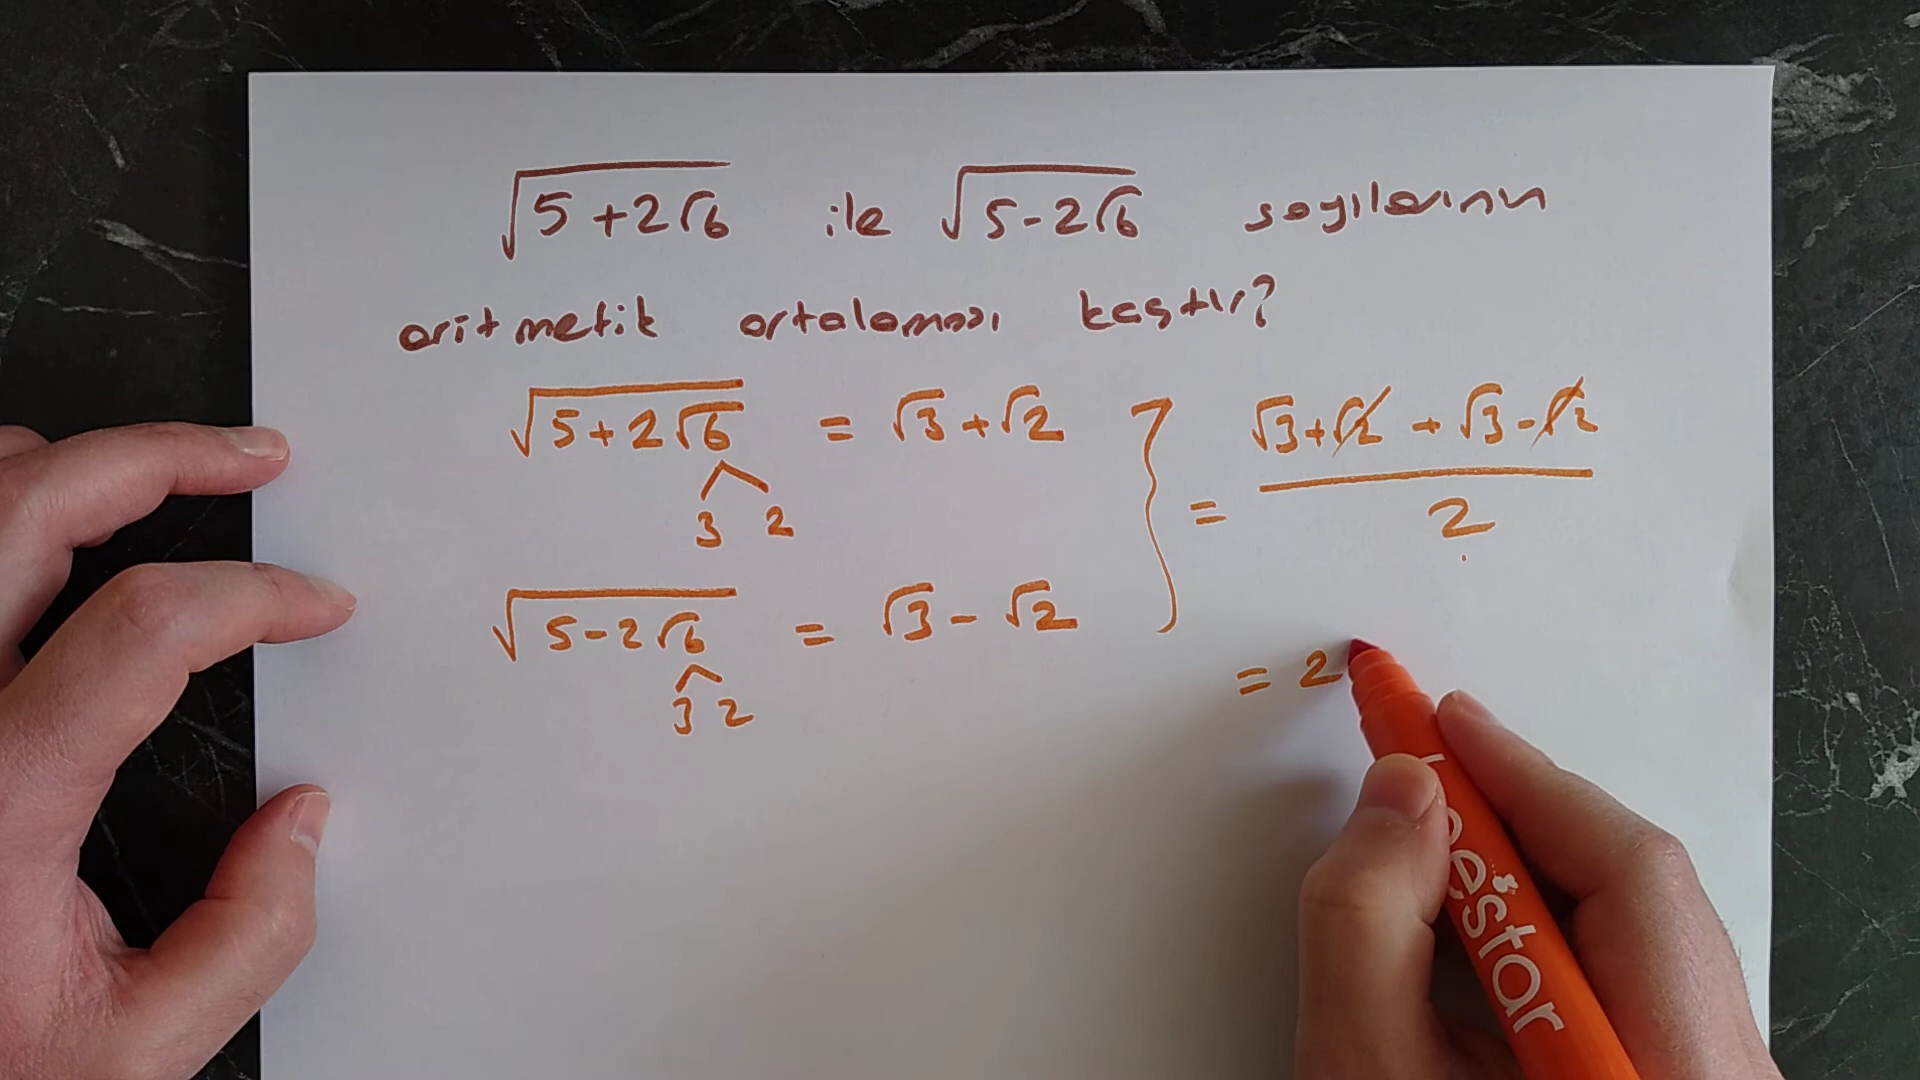 √(5+2√6) ile √(5-2√6) sayılarının
aritmetik ortalaması kaçtır?
√(5+2√6) = √3+√2
3 2
√(5-2√6) = √3-√2
3 2
= (√3+√2 + √3-√2) / 2
= 2
Keestar